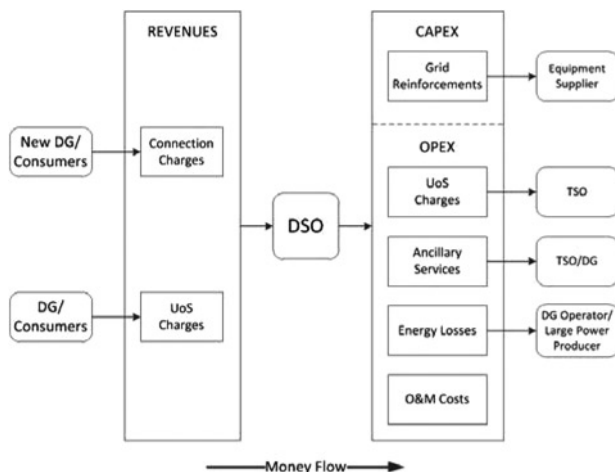 REVENUES
CAPEX
Grid
Reinforcements
Equipment
Supplier
New DG/
Consumers
Connection
Charges
OPEX
UoS
Charges
TSO
DSO
Ancillary
Services
TSO/DG
DG/
Consumers
UoS
Charges
Energy Losses
DG Operator/
Large Power
Producer
O&M Costs
Money Flow